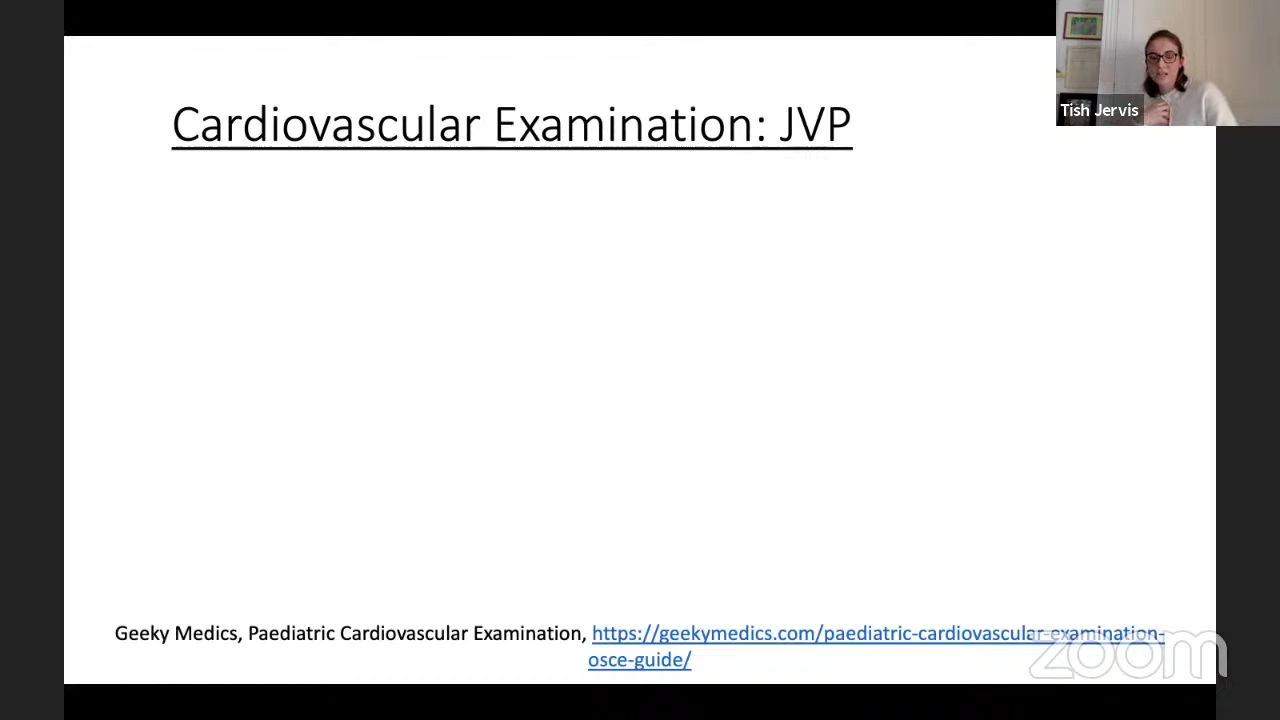 Cardiovascular Examination: JVP
Tish Jervis
Geeky Medics, Paediatric Cardiovascular Examination, https://geekymedics.com/paediatric-cardiovascular-examination-
osce-guide/
zoom